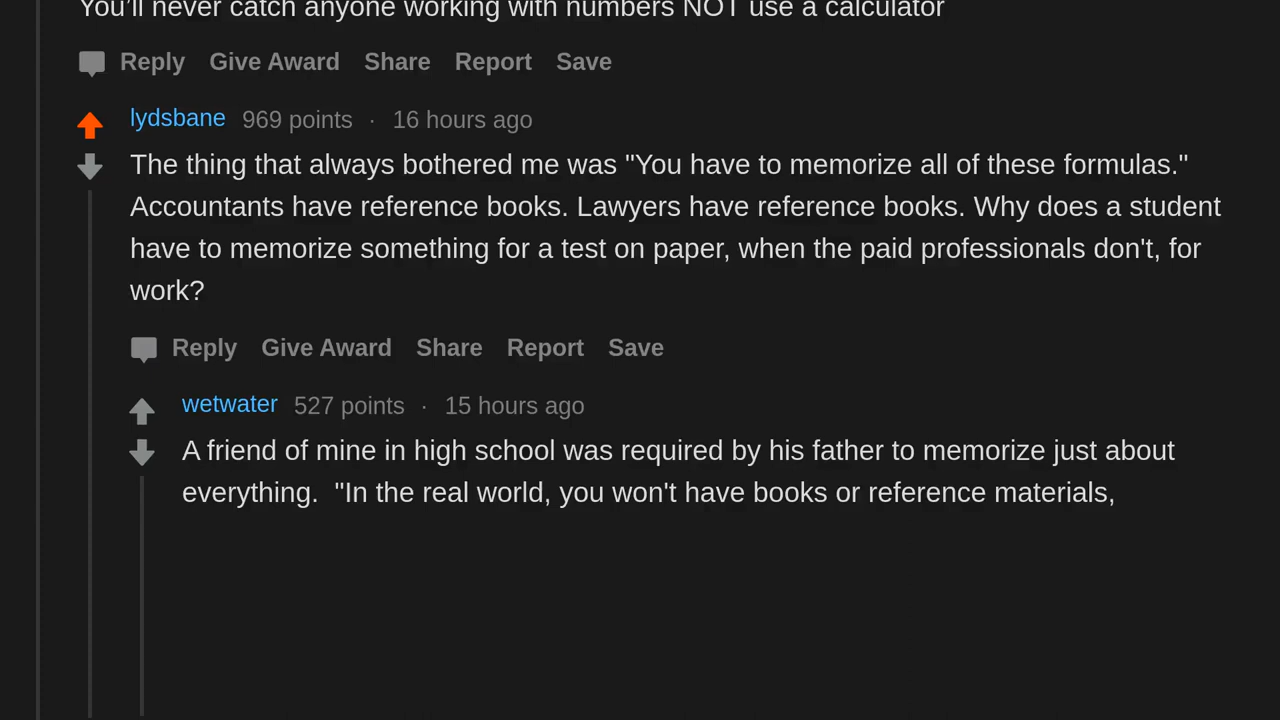 You'll never catch anyone working with numbers NOT use a calculator
Reply Give Award Share Report Save
lydsbane 969 points · 16 hours ago
The thing that always bothered me was "You have to memorize all of these formulas."
Accountants have reference books. Lawyers have reference books. Why does a student
have to memorize something for a test on paper, when the paid professionals don't, for
work?
Reply Give Award Share Report Save
wetwater 527 points · 15 hours ago
A friend of mine in high school was required by his father to memorize just about
everything.  "In the real world, you won't have books or reference materials,